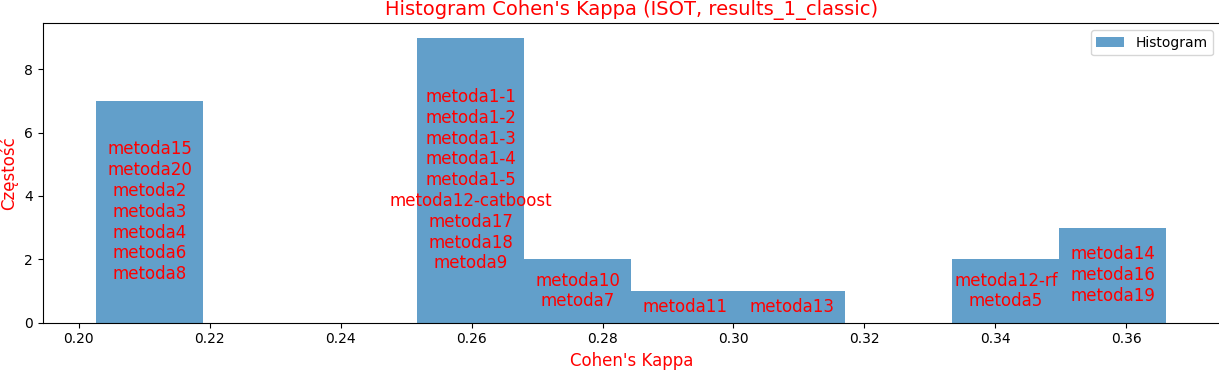 Histogram Cohen's Kappa (ISOT, results_1_classic)
Histogram
Częstość
8
6
4
2
0
metoda15
metoda20
metoda2
metoda3
metoda4
metoda6
metoda8
metoda1-1
metoda1-2
metoda1-3
metoda1-4
metoda1-5
metoda12-catboost
metoda17
metoda18
metoda9
metoda10
metoda7
metoda11
metoda13
metoda12-rf
metoda5
metoda14
metoda16
metoda19
0.20 0.22 0.24 0.26 0.28 0.30 0.32 0.34 0.36
Cohen's Kappa